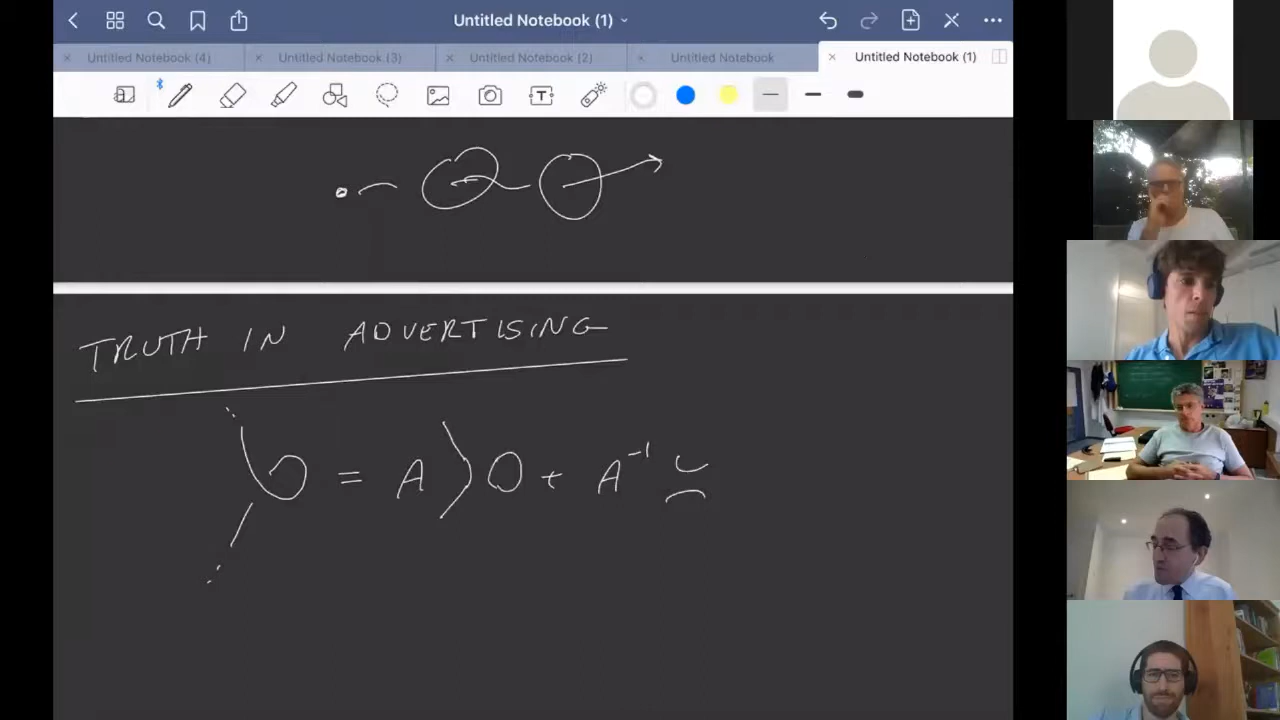 Untitled Notebook (1)
Untitled Notebook (4)
Untitled Notebook (3)
Untitled Notebook (2)
Untitled Notebook
Untitled Notebook (1)
T
TRUTH IN ADVERTISING
= A + A⁻¹